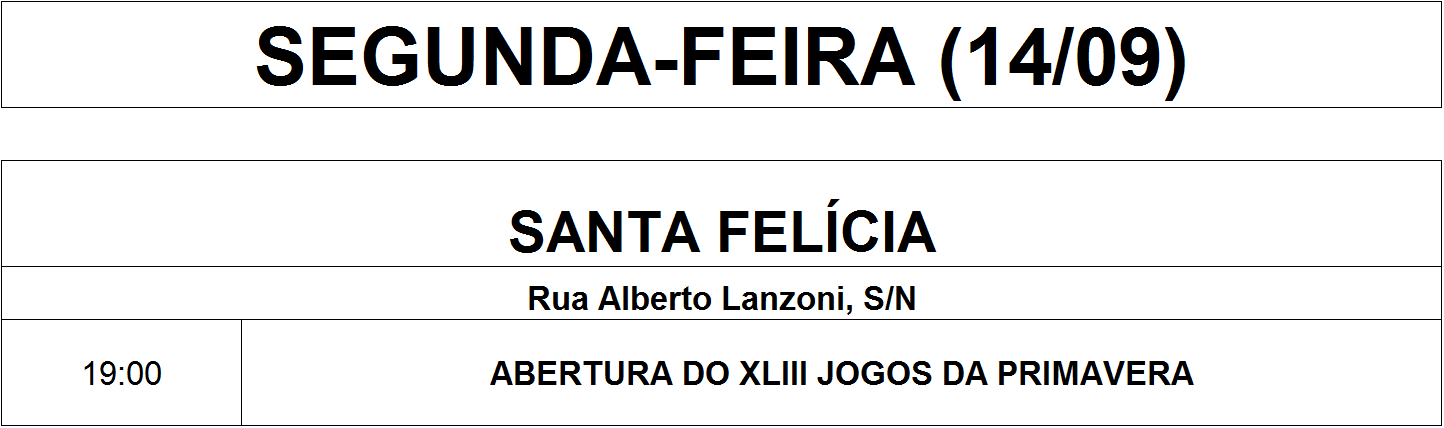 SEGUNDA-FEIRA (14/09)
SANTA FELÍCIA
Rua Alberto Lanzoni, S/N
19:00 ABERTURA DO XLIII JOGOS DA PRIMAVERA